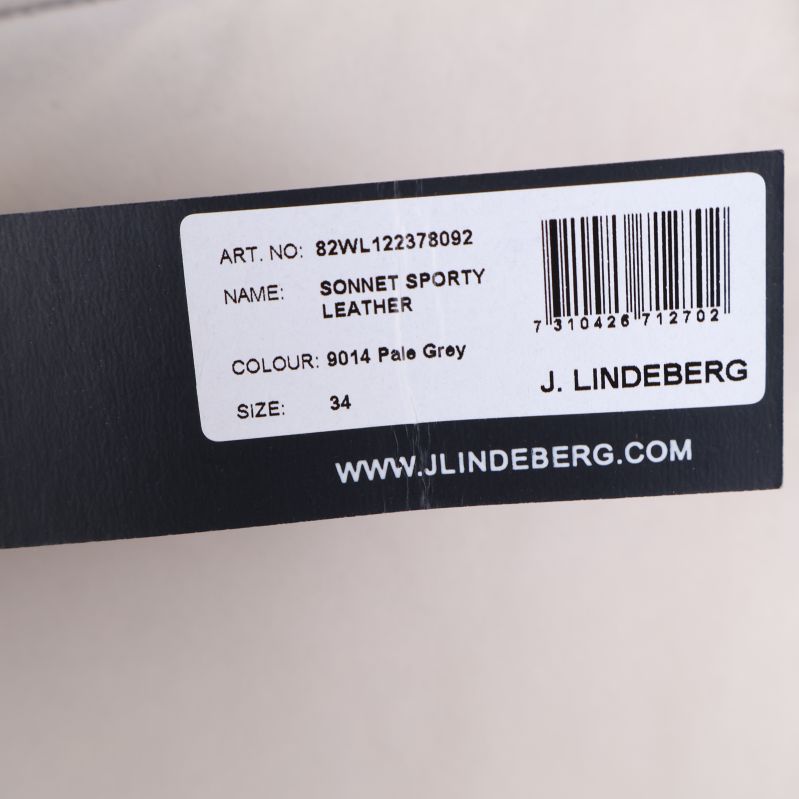 ART. NO: 82WL122378092
NAME: SONNET SPORTY
LEATHER
COLOUR: 9014 Pale Grey
SIZE: 34
7 310426 712702
J. LINDEBERG
WWW.JLINDEBERG.COM